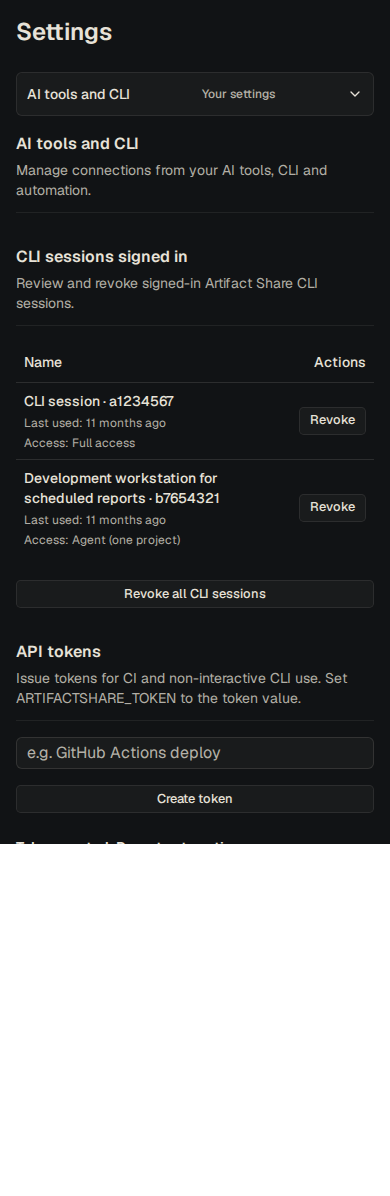 Settings
AI tools and CLI Your settings
AI tools and CLI
Manage connections from your AI tools, CLI and
automation.
CLI sessions signed in
Review and revoke signed-in Artifact Share CLI
sessions.
Name Actions
CLI session · a1234567
Last used: 11 months ago
Access: Full access
Revoke
Development workstation for
scheduled reports · b7654321
Last used: 11 months ago
Access: Agent (one project)
Revoke
Revoke all CLI sessions
API tokens
Issue tokens for CI and non-interactive CLI use. Set
ARTIFACTSHARE_TOKEN to the token value.
e.g. GitHub Actions deploy
Create token